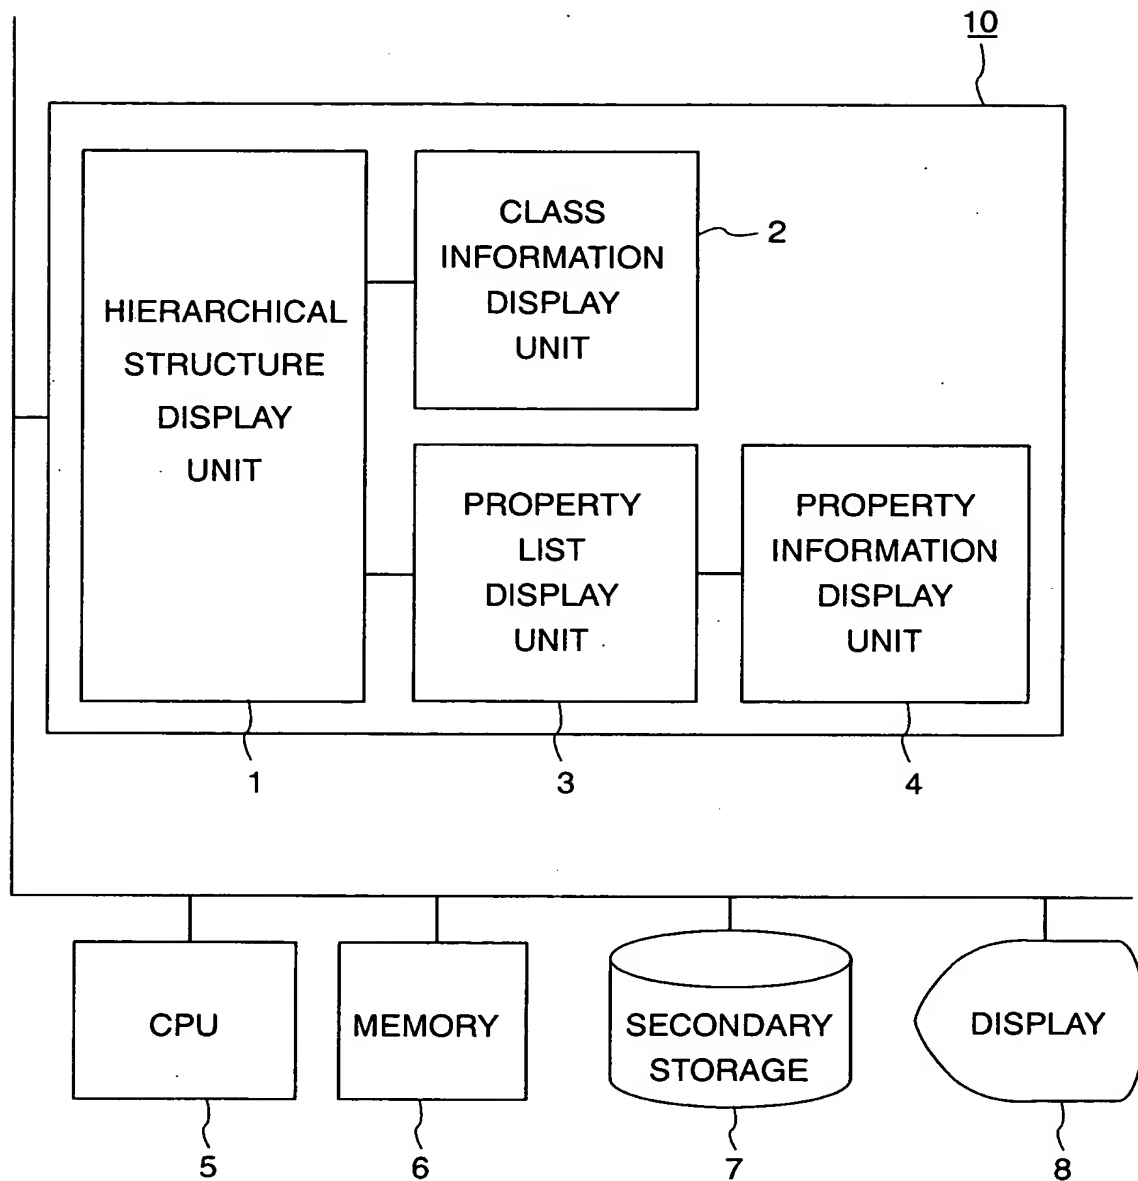 10
CLASS
INFORMATION
DISPLAY
UNIT
2
HIERARCHICAL
STRUCTURE
DISPLAY
UNIT
PROPERTY
LIST
DISPLAY
UNIT
PROPERTY
INFORMATION
DISPLAY
UNIT
1
3
4
CPU
MEMORY
SECONDARY
STORAGE
DISPLAY
5
6
7
8